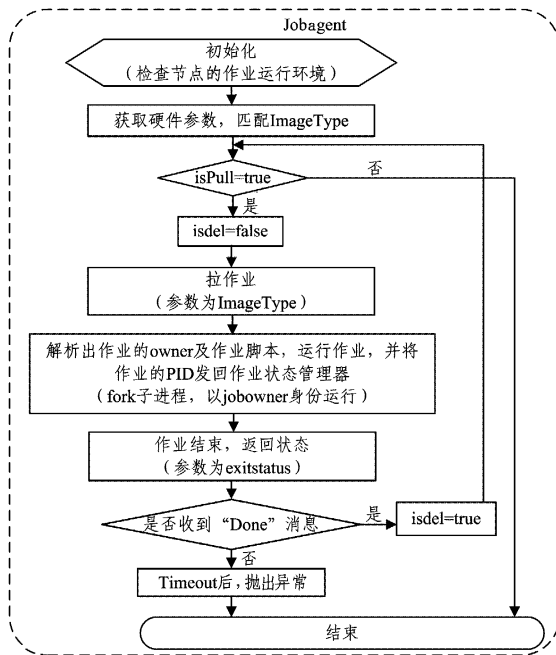 Jobagent
初始化
（检查节点的作业运行环境）
获取硬件参数，匹配ImageType
isPull=true
否
是
isdel=false
拉作业
（参数为ImageType）
解析出作业的owner及作业脚本，运行作业，并将
作业的PID发回作业状态管理器
（fork子进程，以jobowner身份运行）
作业结束，返回状态
（参数为exitstatus）
是否收到“Done”消息
是
isdel=true
否
Timeout后，抛出异常
结束